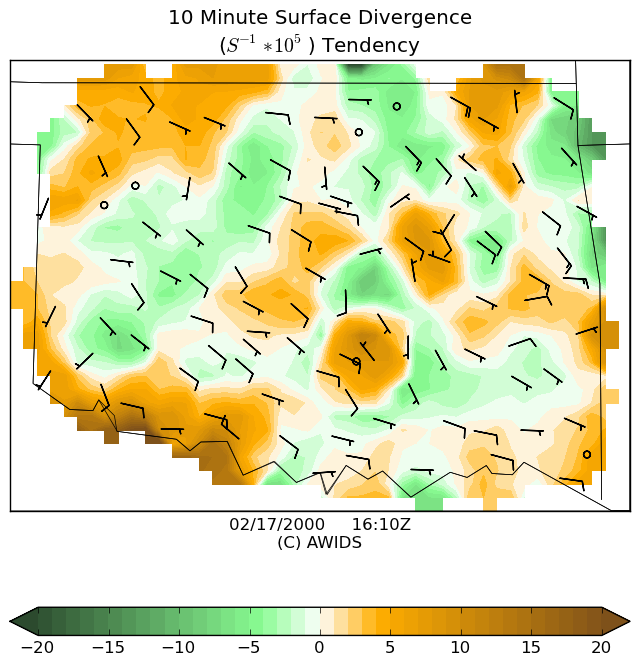 10 Minute Surface Divergence
(S⁻¹ * 10⁵ ) Tendency
02/17/2000 16:10Z
(C) AWIDS
−20 −15 −10 −5 0 5 10 15 20